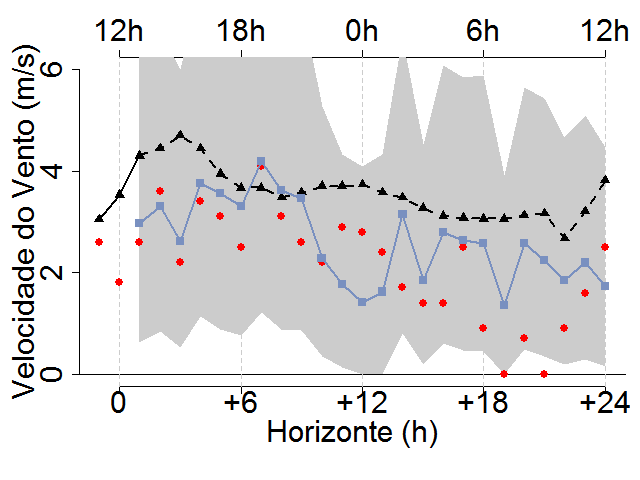 12h 18h 0h 6h 12h
Velocidade do Vento (m/s)
6
4
2
0
0 +6 +12 +18 +24
Horizonte (h)